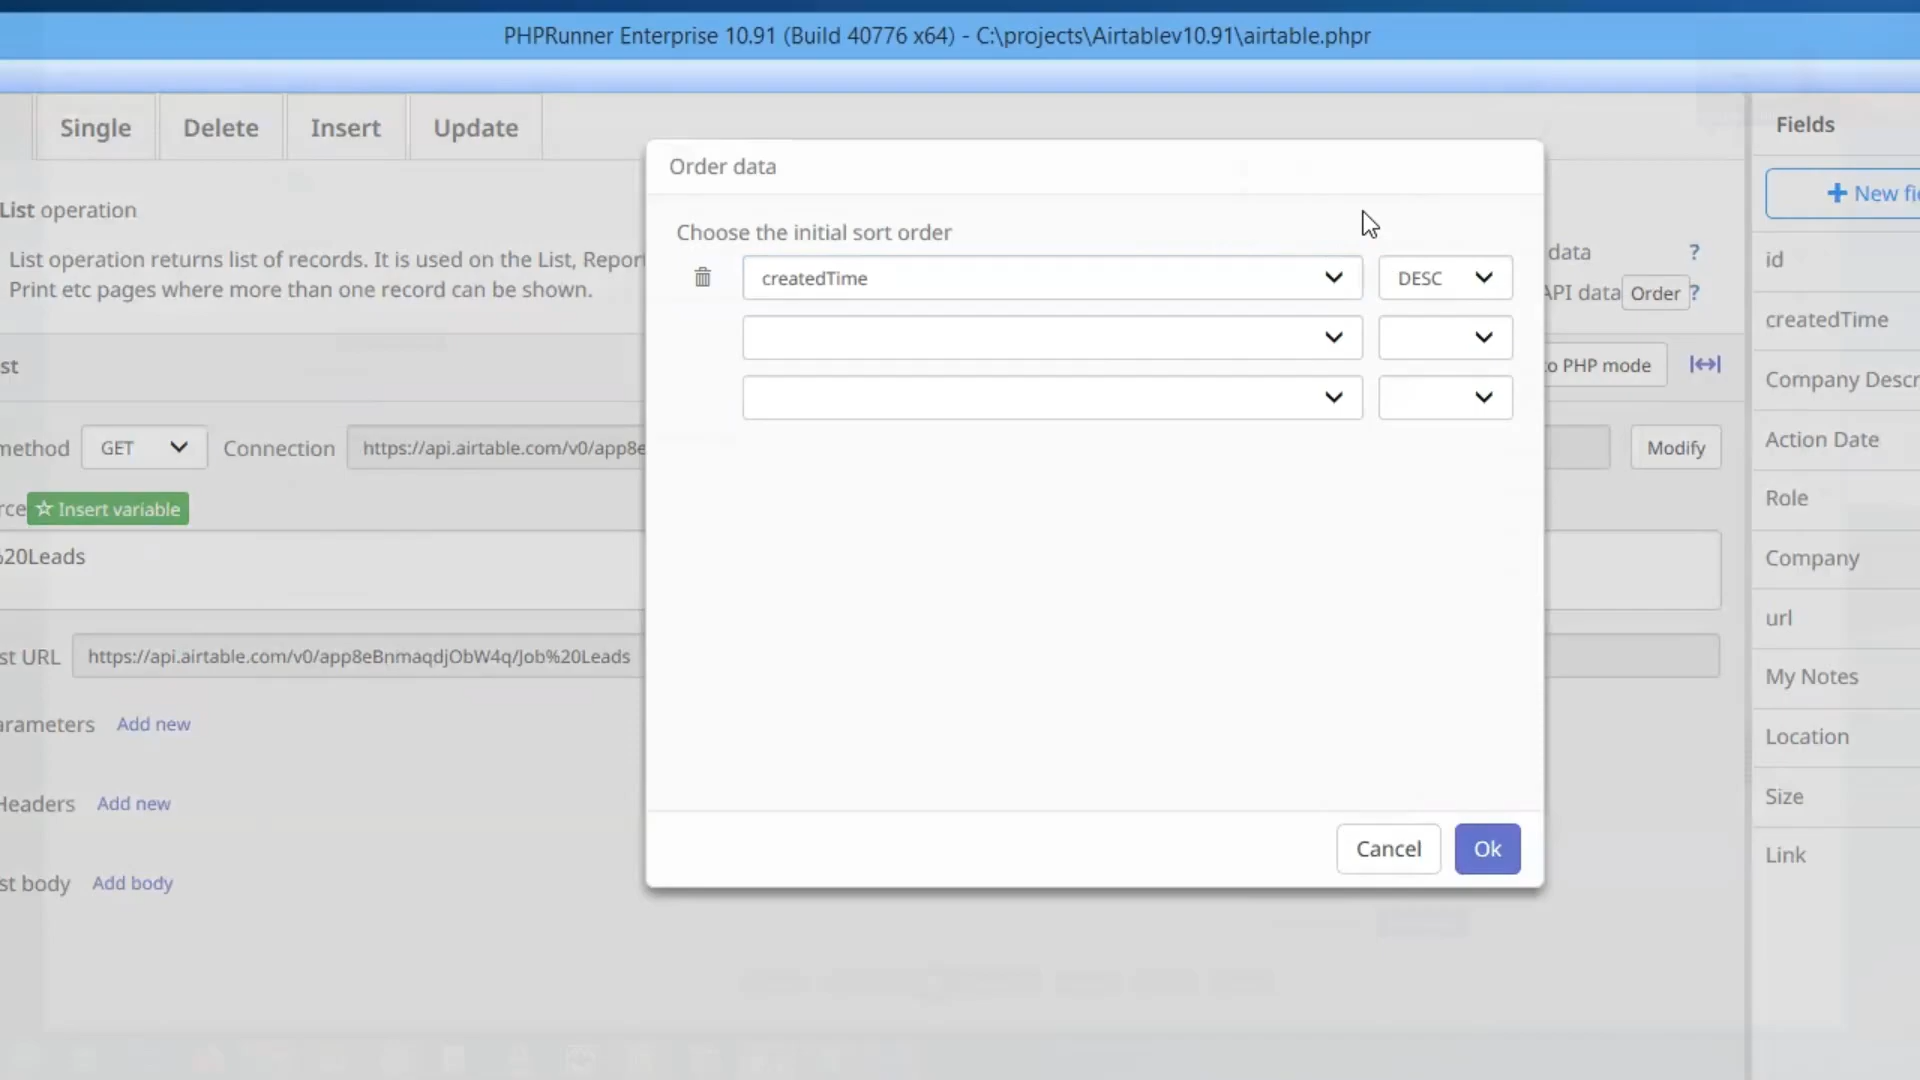 PHPRunner Enterprise 10.91 (Build 40776 x64) - C:\projects\Airtablev10.91\airtable.phpr
Single
Delete
Insert
Update
Fields
Order data
New fi
List operation
Choose the initial sort order
List operation returns list of records. It is used on the List, Repor
Print etc pages where more than one record can be shown.
createdTime
DESC
data
?
API data
Order
?
id
createdTime
st
o PHP mode
Company Descr
method
GET
Connection
https://api.airtable.com/v0/app8e
Modify
Action Date
rce
Insert variable
Role
%20Leads
Company
url
st URL
https://api.airtable.com/v0/app8eBnmaqdjObW4q/Job%20Leads
My Notes
arameters
Add new
Location
Headers
Add new
Size
Cancel
Ok
Link
st body
Add body